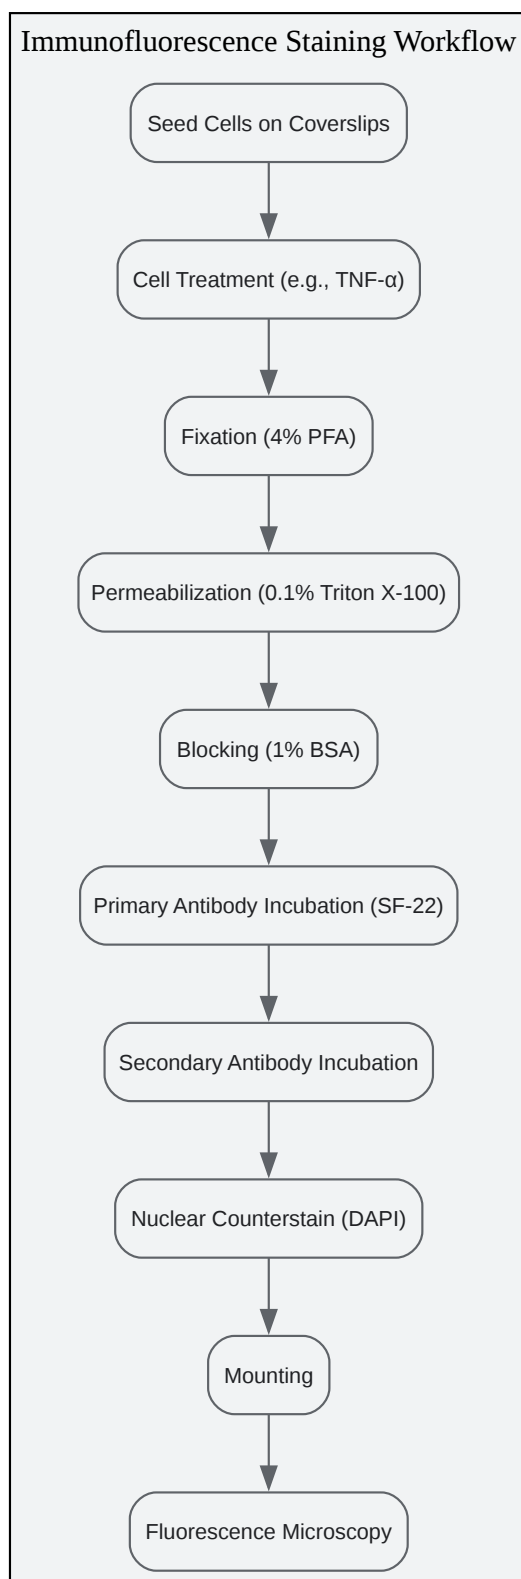 Immunofluorescence Staining Workflow
Seed Cells on Coverslips
Cell Treatment (e.g., TNF-α)
Fixation (4% PFA)
Permeabilization (0.1% Triton X-100)
Blocking (1% BSA)
Primary Antibody Incubation (SF-22)
Secondary Antibody Incubation
Nuclear Counterstain (DAPI)
Mounting
Fluorescence Microscopy